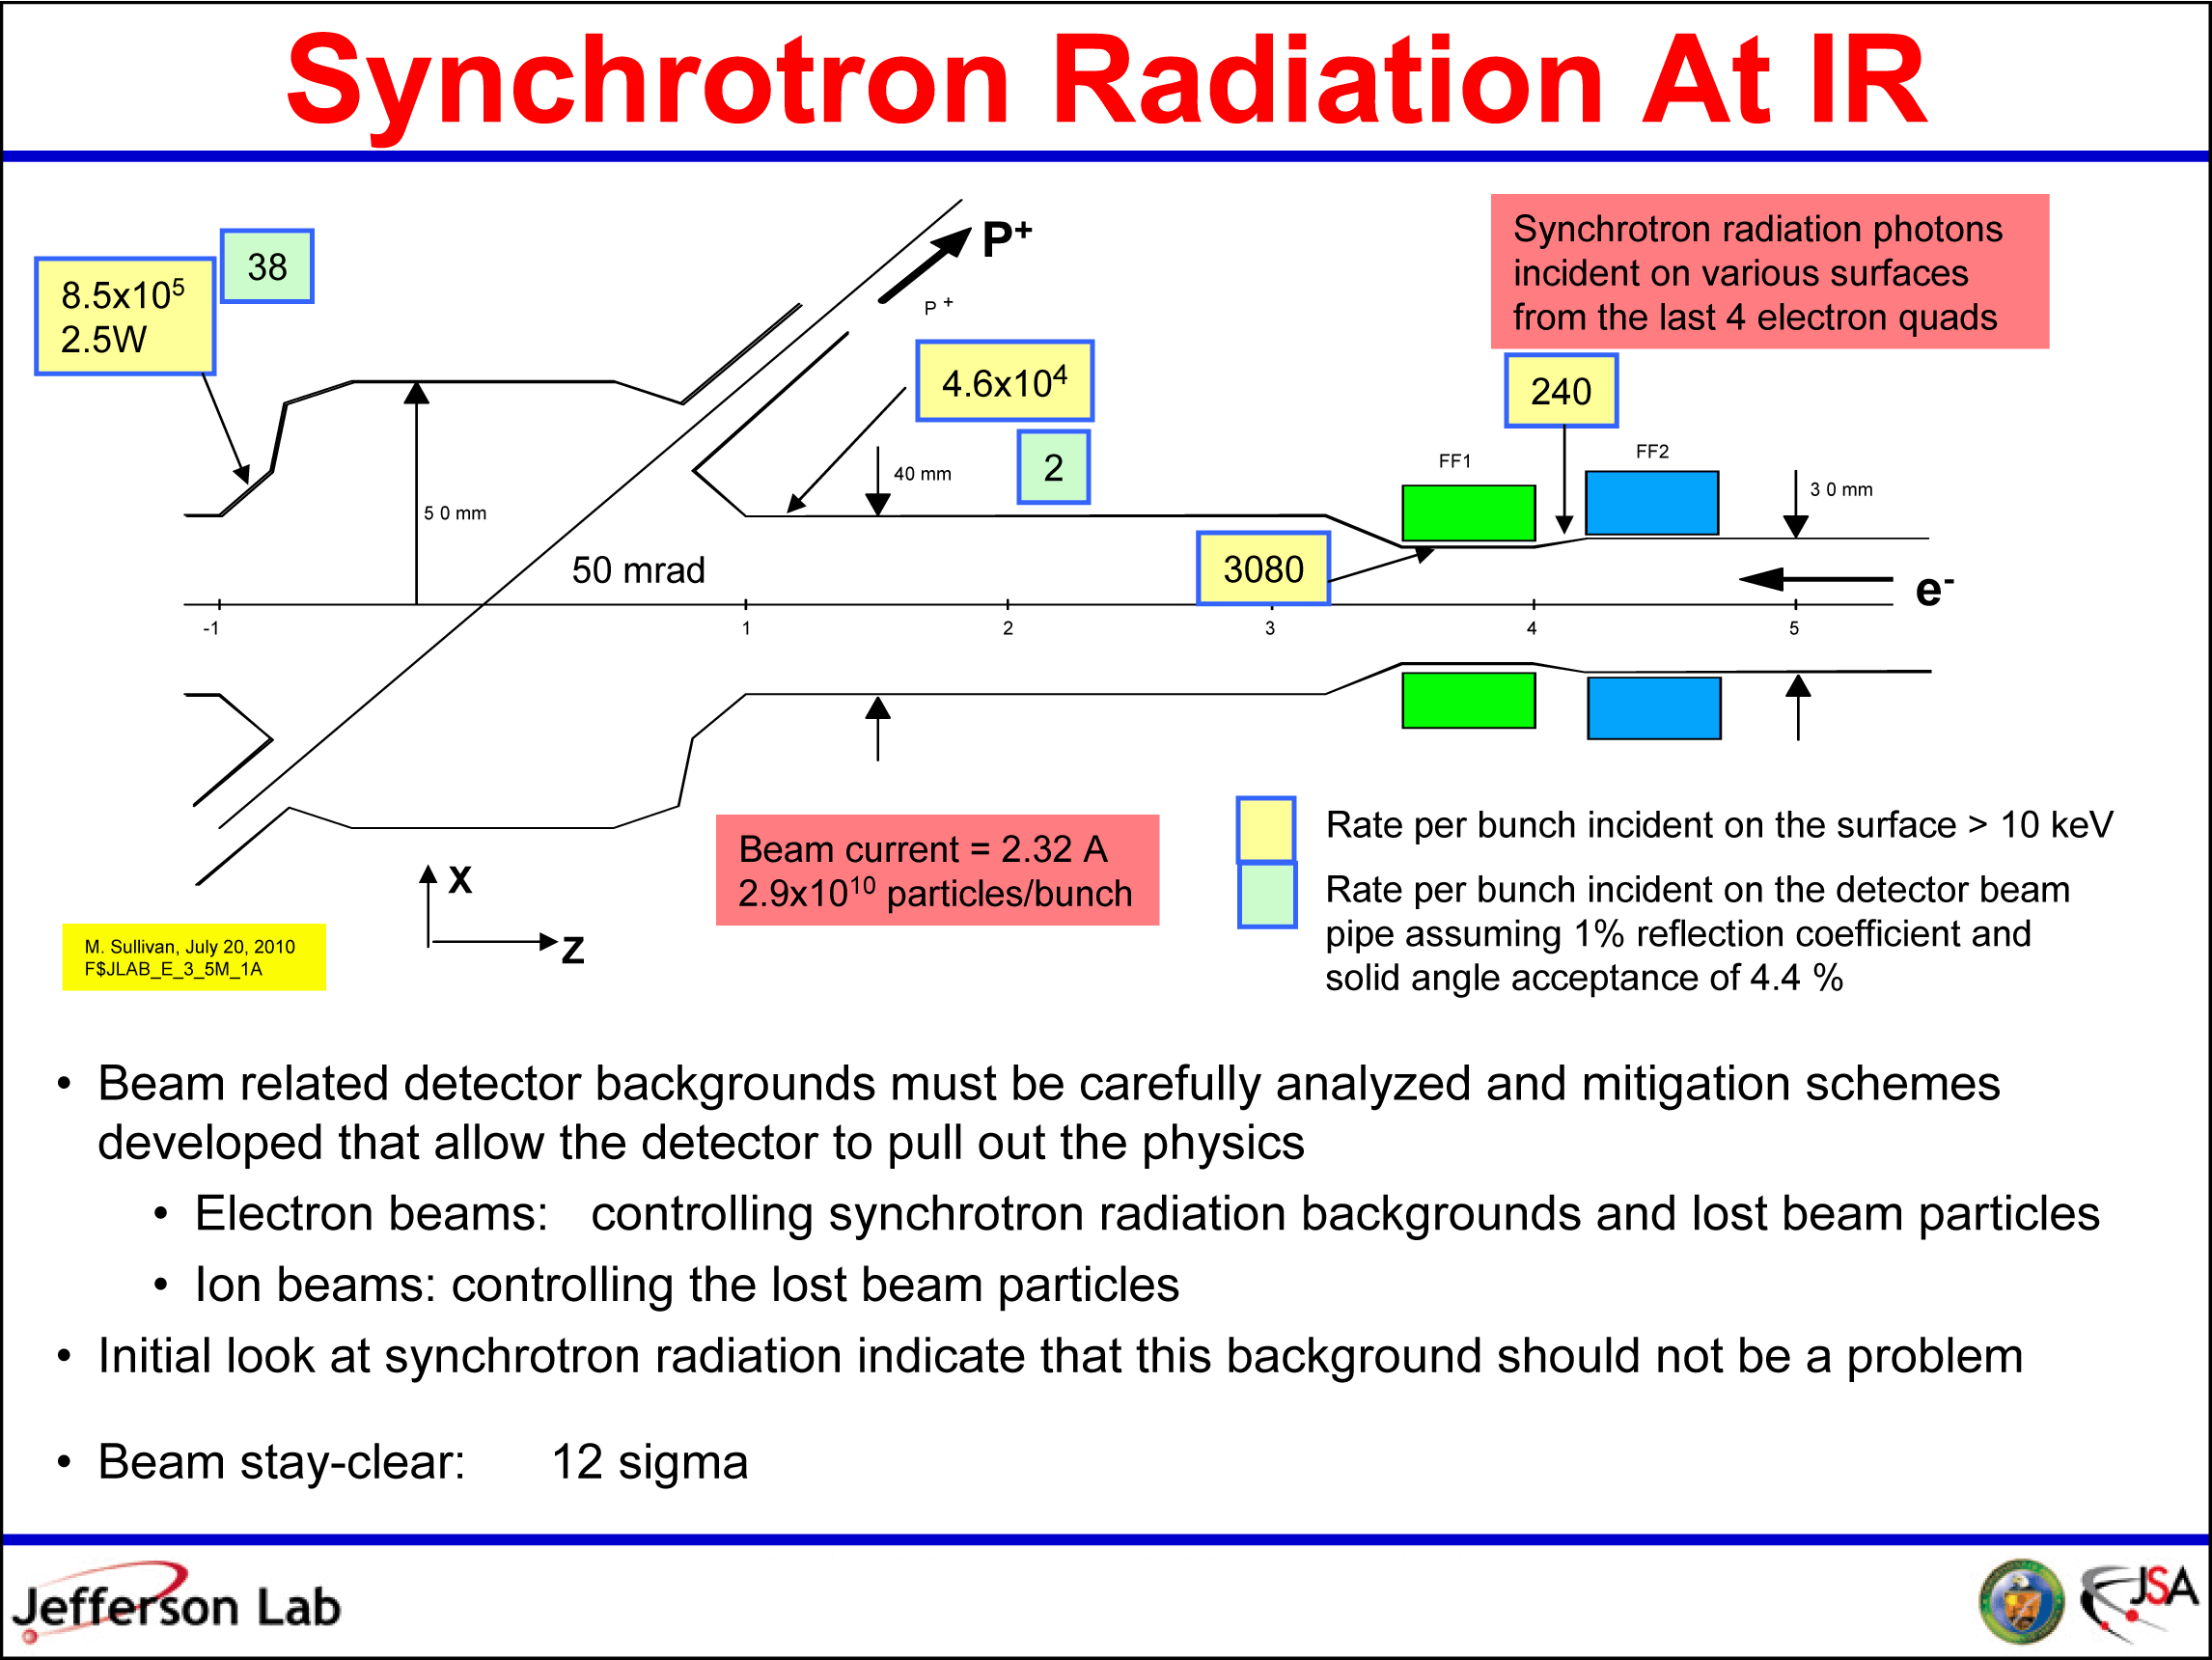 Synchrotron Radiation At IR
38
8.5x10⁵
2.5W
P⁺
P +
Synchrotron radiation photons
incident on various surfaces
from the last 4 electron quads
4.6x10⁴
2
240
FF1
FF2
40 mm
3 0 mm
5 0 mm
50 mrad
3080
e⁻
-1
1
2
3
4
5
Beam current = 2.32 A
2.9x10¹⁰ particles/bunch
Rate per bunch incident on the surface > 10 keV
Rate per bunch incident on the detector beam
pipe assuming 1% reflection coefficient and
solid angle acceptance of 4.4 %
X
Z
M. Sullivan, July 20, 2010
F$JLAB_E_3_5M_1A
• Beam related detector backgrounds must be carefully analyzed and mitigation schemes
developed that allow the detector to pull out the physics
• Electron beams: controlling synchrotron radiation backgrounds and lost beam particles
• Ion beams: controlling the lost beam particles
• Initial look at synchrotron radiation indicate that this background should not be a problem
• Beam stay-clear: 12 sigma
Jefferson Lab
JSA